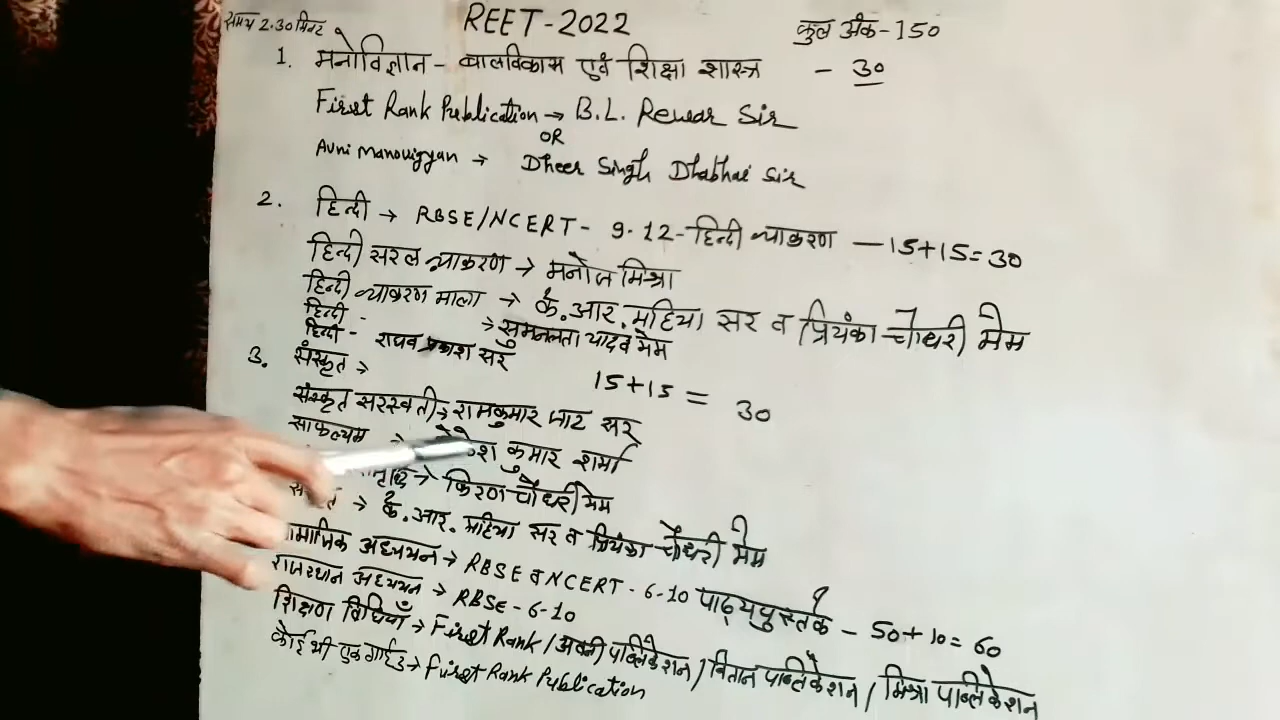 समय 2.30 मिनट REET-2022 कुल अंक-150
1. मनोविज्ञान - बालविकास एवं शिक्षा शास्त्र - 30
First Rank Publication → B.L. Rewar Sir
OR
Avni Manovigyan → Dheer Singh Dhabhai Sir
2. हिन्दी → RBSE/NCERT - 9-12 - हिन्दी व्याकरण — 15+15=30
हिन्दी सरल व्याकरण → मनोज मिश्रा
हिन्दी व्याकरण माला → के. आर. महिया सर व प्रियंका चौधरी मेम
हिन्दी - → सुमनलता यादव मेम
हिन्दी - राघव प्रकाश सर
3. संस्कृत → 15+15 = 30
संस्कृत सरस्वती → रामकुमार जाट सर
साफल्यम → कुमार शर्मा
→ किरण चौधरी मेम
→ के. आर. महिया सर व प्रियंका चौधरी मेम
सामाजिक अध्ययन → RBSE व NCERT - 6-10 पाठ्यपुस्तके - 50+10=60
राजस्थान अध्ययन → RBSE - 6-10
शिक्षण विधियाँ → First Rank / अवनी पब्लिकेशन / वितान पब्लिकेशन / मिश्रा पब्लिकेशन
कोई भी एक गाईड → First Rank Publication